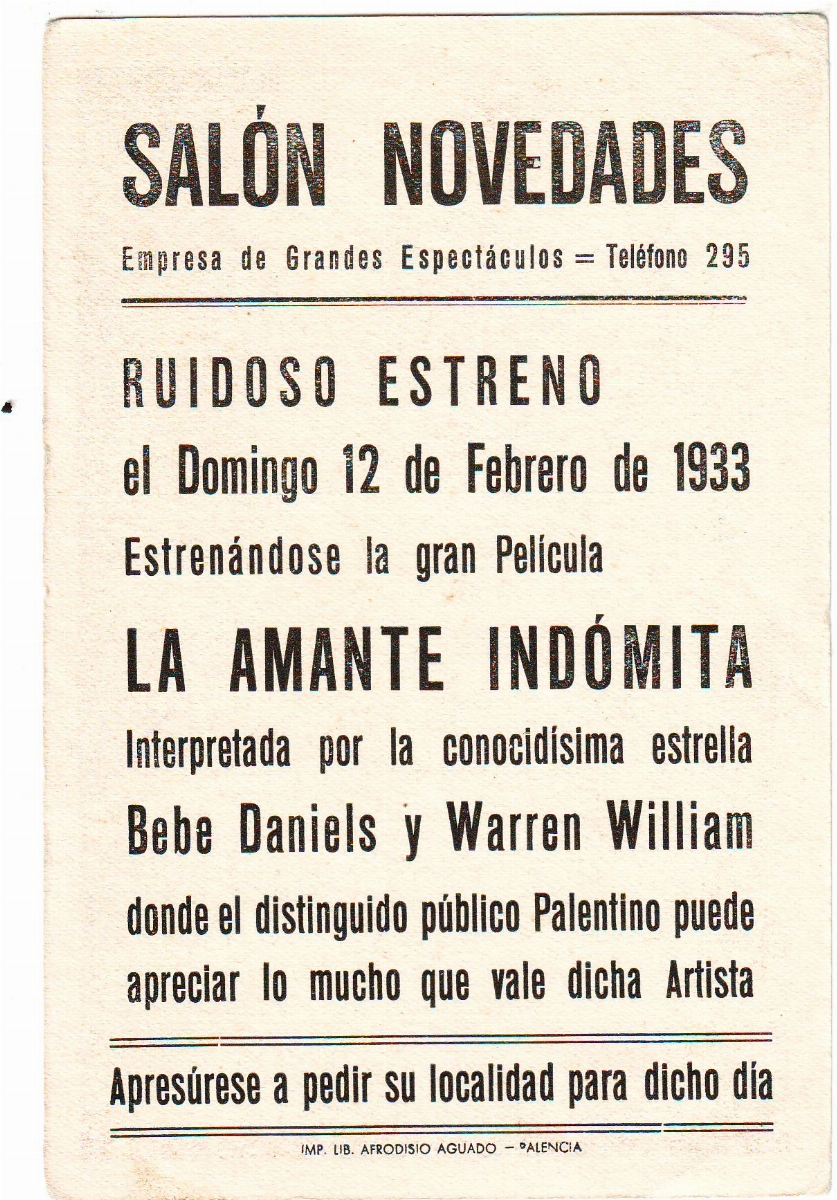 SALÓN NOVEDADES
Empresa de Grandes Espectáculos = Teléfono 295
RUIDOSO ESTRENO
el Domingo 12 de Febrero de 1933
Estrenándose la gran Película
LA AMANTE INDÓMITA
Interpretada por la conocidísima estrella
Bebe Daniels y Warren William
donde el distinguido público Palentino puede
apreciar lo mucho que vale dicha Artista
Apresúrese a pedir su localidad para dicho día
IMP. LIB. AFRODISIO AGUADO — PALENCIA